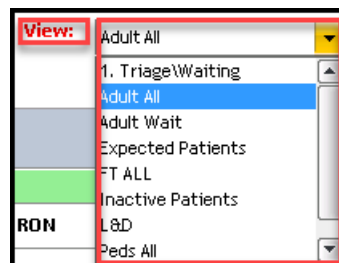 View: Adult All
1. Triage\Waiting
Adult All
Adult Wait
Expected Patients
FT ALL
Inactive Patients
RON L&D
Peds All